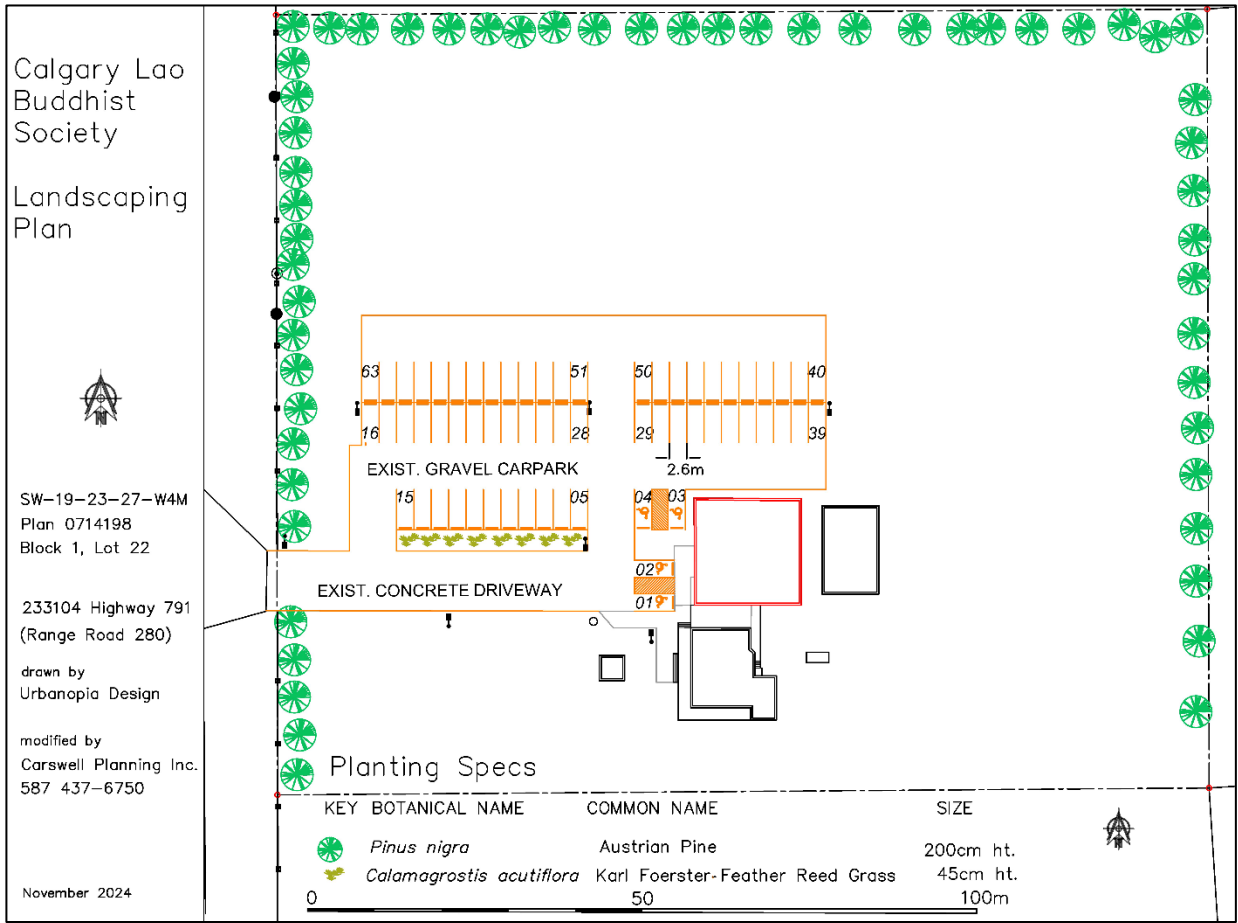 Calgary Lao
Buddhist
Society
Landscaping
Plan
N
SW-19-23-27-W4M
Plan 0714198
Block 1, Lot 22
233104 Highway 791
(Range Road 280)
drawn by
Urbanopia Design
modified by
Carswell Planning Inc.
587 437-6750
November 2024
63 51 50 40
16 28 29 39
EXIST. GRAVEL CARPARK
2.6m
15 05 04 03
02
EXIST. CONCRETE DRIVEWAY
01
Planting Specs
KEY BOTANICAL NAME COMMON NAME SIZE
Pinus nigra Austrian Pine 200cm ht.
Calamagrostis acutiflora Karl Foerster-Feather Reed Grass 45cm ht.
N
0 50 100m